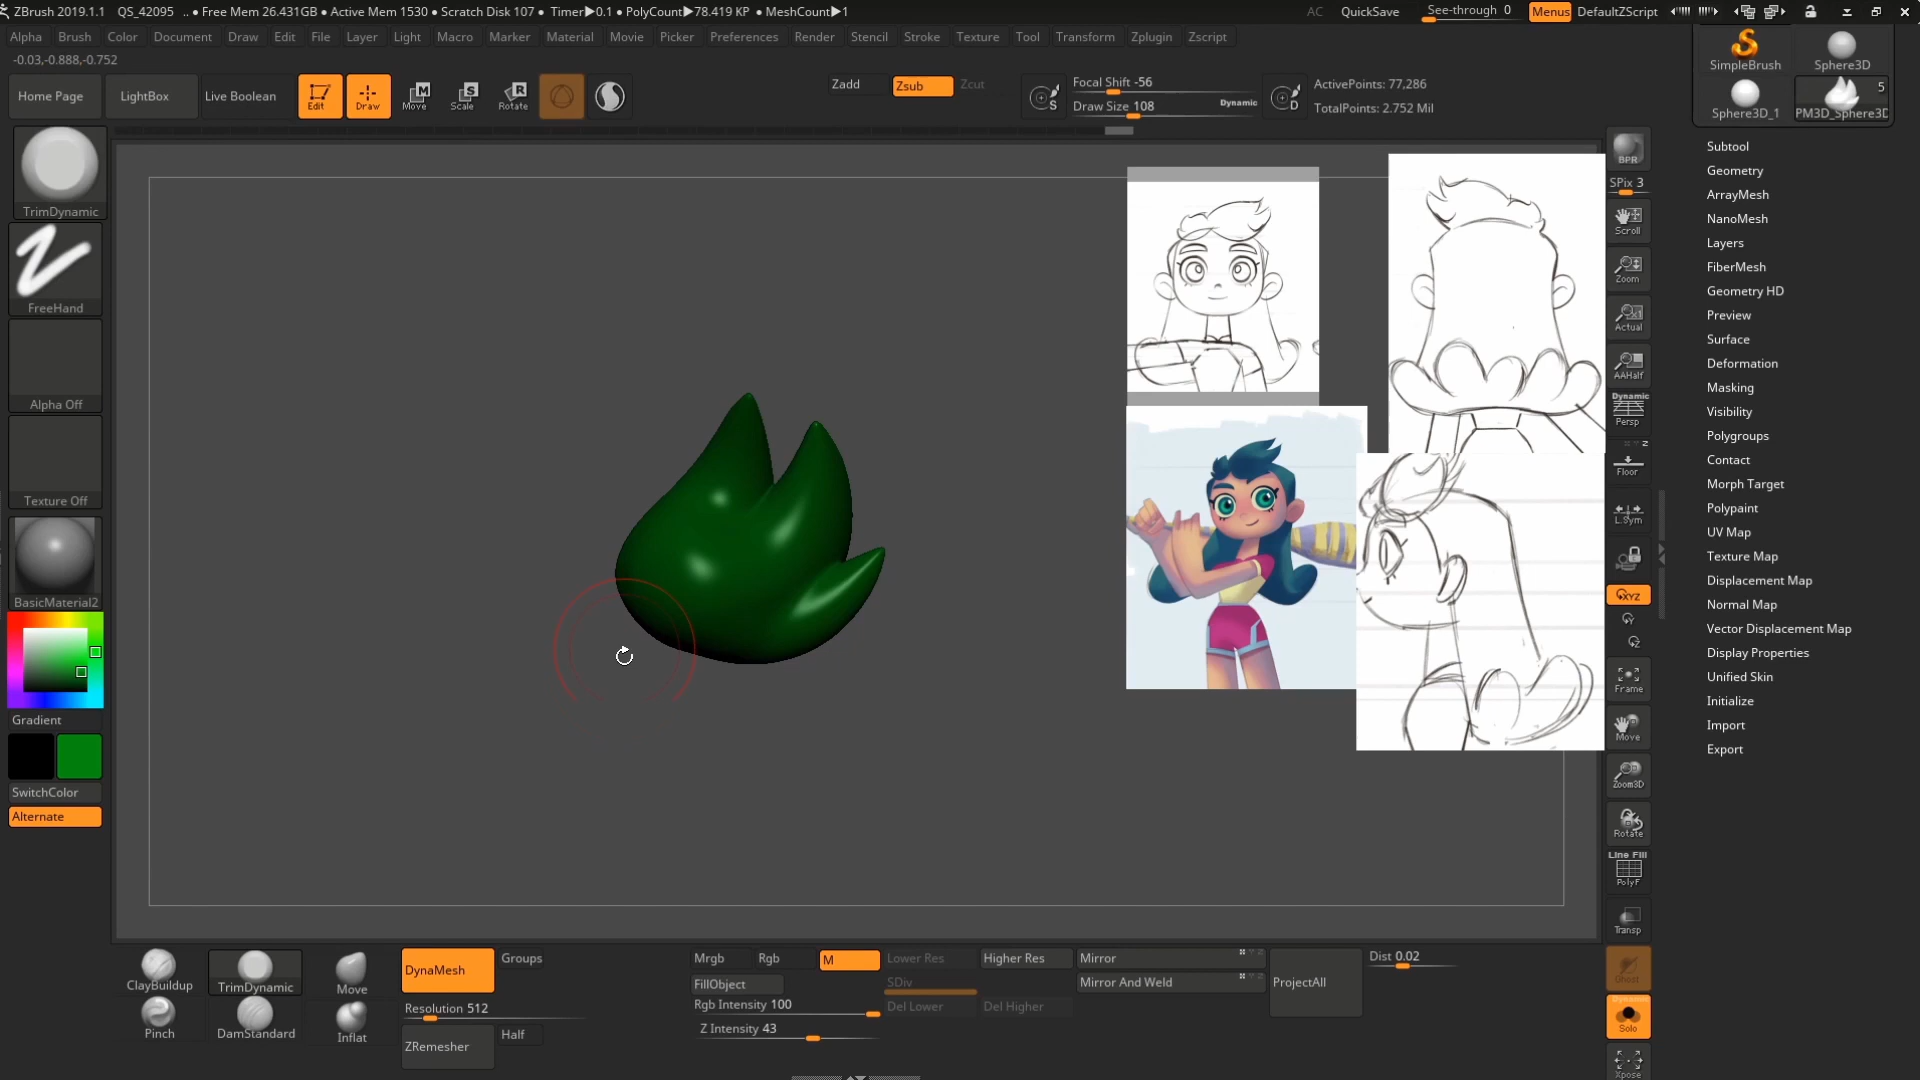 ZBrush 2019.1.1 QS_42095 .. ● Free Mem 26.431GB ● Active Mem 1530 ● Scratch Disk 107 ● Timer▶0.1 ● PolyCount▶78.419 KP ● MeshCount▶1
AC QuickSave See-through 0 Menus DefaultZScript
Alpha Brush Color Document Draw Edit File Layer Light Macro Marker Material Movie Picker Preferences Render Stencil Stroke Texture Tool Transform Zplugin Zscript
-0.03,-0.888,-0.752
Home Page LightBox Live Boolean Edit Draw Move Scale Rotate
Zadd Zsub Zcut
Focal Shift -56
Draw Size 108 Dynamic
ActivePoints: 77,286
TotalPoints: 2.752 Mil
SimpleBrush Sphere3D
Sphere3D_1 PM3D_Sphere3D
5
TrimDynamic
FreeHand
Alpha Off
Texture Off
BasicMaterial2
Gradient
SwitchColor
Alternate
BPR
SPix 3
Scroll
Zoom
Actual
AAHalf
Dynamic
Persp
Floor
L.Sym
XYZ
Frame
Move
Zoom3D
Rotate
Line Fill
PolyF
Transp
Ghost
Dynamic
Solo
Xpose
Subtool
Geometry
ArrayMesh
NanoMesh
Layers
FiberMesh
Geometry HD
Preview
Surface
Deformation
Masking
Visibility
Polygroups
Contact
Morph Target
Polypaint
UV Map
Texture Map
Displacement Map
Normal Map
Vector Displacement Map
Display Properties
Unified Skin
Initialize
Import
Export
ClayBuildup TrimDynamic Move
Pinch DamStandard Inflat
DynaMesh Groups
Resolution 512
ZRemesher Half
Mrgb Rgb M
FillObject
Rgb Intensity 100
Z Intensity 43
Lower Res Higher Res
SDiv
Del Lower Del Higher
Mirror
Mirror And Weld
ProjectAll
Dist 0.02